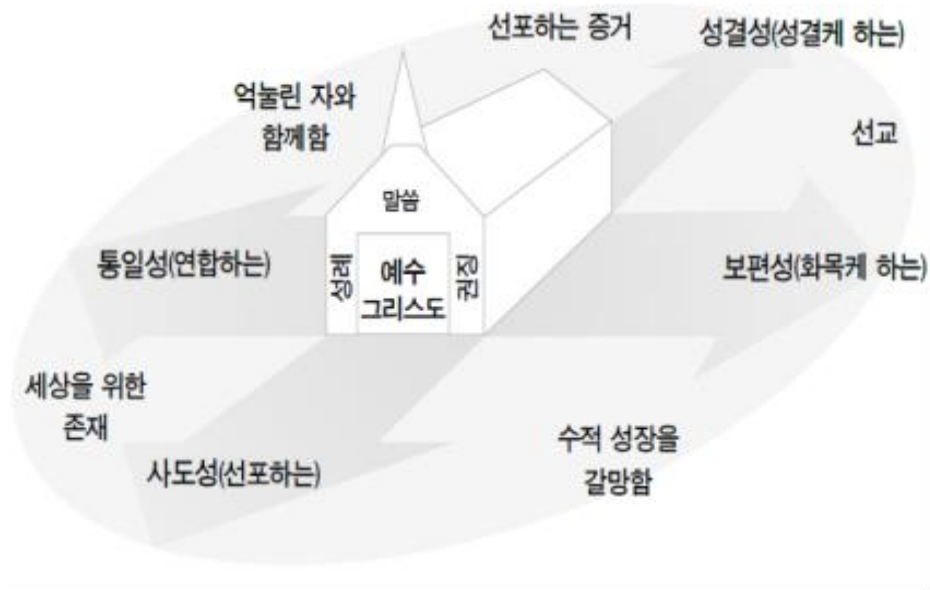 선포하는 증거
성결성(성결케 하는)
억눌린 자와
함께함
선교
말씀
통일성(연합하는)
성례
예수
그리스도
권징
보편성(화목케 하는)
세상을 위한
존재
사도성(선포하는)
수적 성장을
갈망함